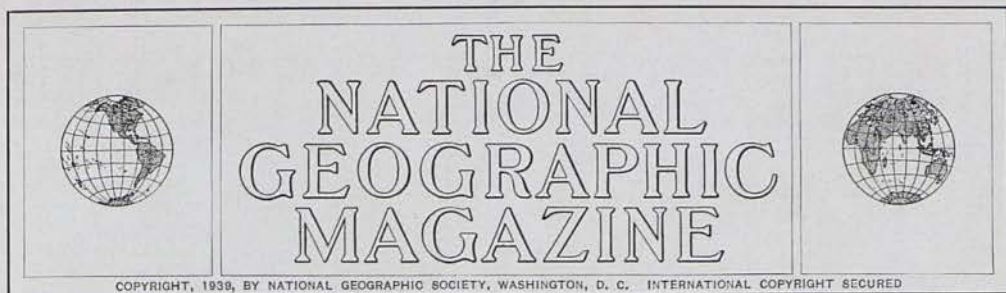 THE
NATIONAL
GEOGRAPHIC
MAGAZINE
COPYRIGHT, 1939, BY NATIONAL GEOGRAPHIC SOCIETY, WASHINGTON, D. C. INTERNATIONAL COPYRIGHT SECURED